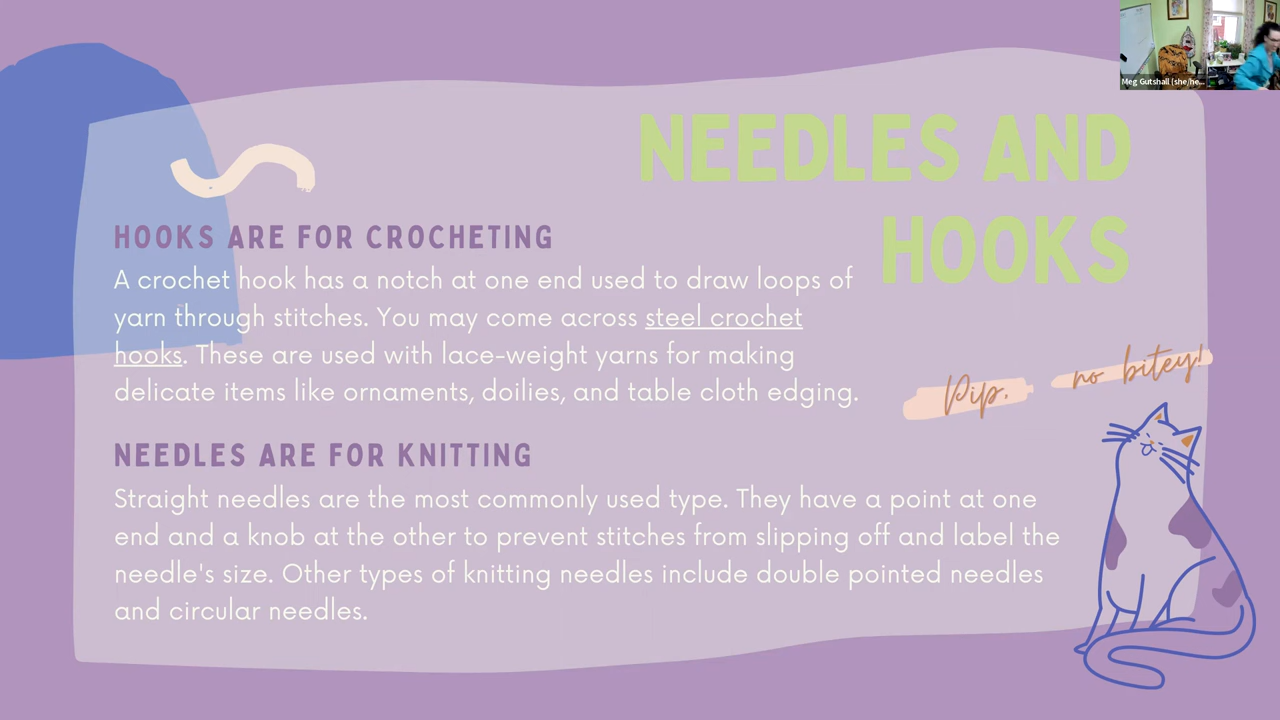 Meg Gutshall (she/he...
NEEDLES AND
HOOKS
HOOKS ARE FOR CROCHETING
A crochet hook has a notch at one end used to draw loops of
yarn through stitches. You may come across steel crochet
hooks. These are used with lace-weight yarns for making
delicate items like ornaments, doilies, and table cloth edging.
Pip, no bitey!
NEEDLES ARE FOR KNITTING
Straight needles are the most commonly used type. They have a point at one
end and a knob at the other to prevent stitches from slipping off and label the
needle's size. Other types of knitting needles include double pointed needles
and circular needles.